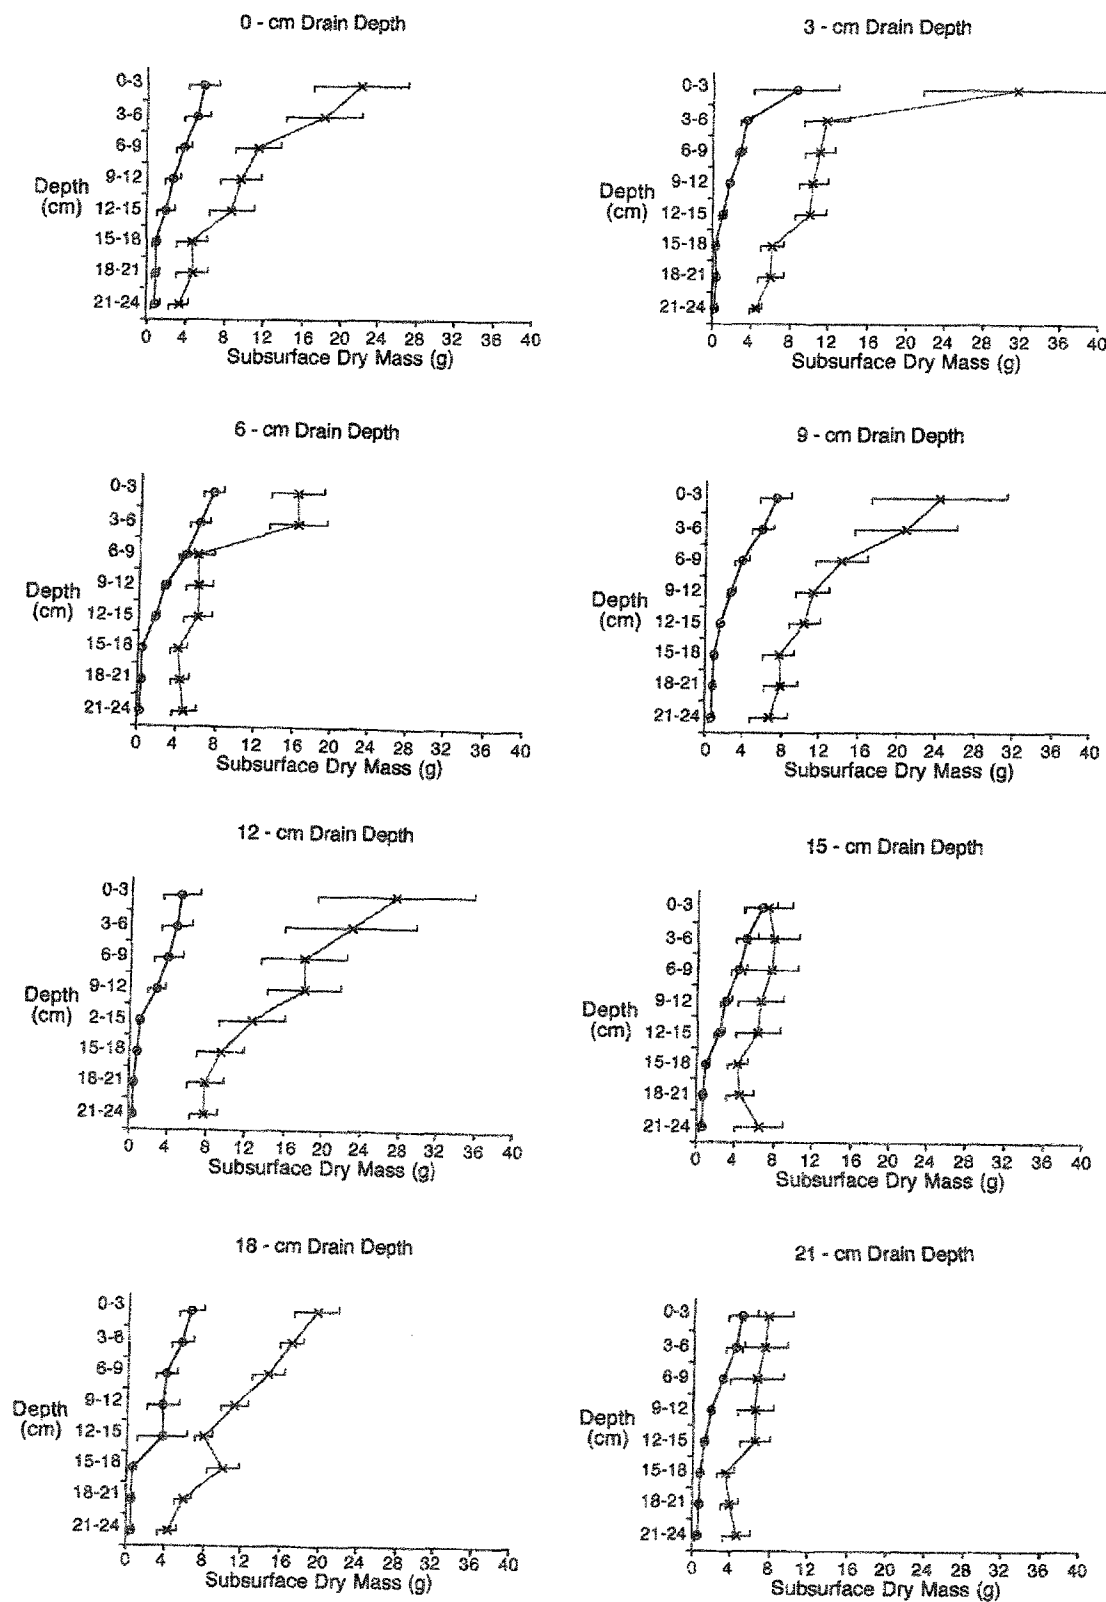 0 - cm Drain Depth
0-3
3-6
6-9
9-12
12-15
15-18
18-21
21-24
Depth
(cm)
0 4 8 12 16 20 24 28 32 36 40
Subsurface Dry Mass (g)
3 - cm Drain Depth
0-3
3-6
6-9
9-12
12-15
15-18
18-21
21-24
Depth
(cm)
0 4 8 12 16 20 24 28 32 36 40
Subsurface Dry Mass (g)
6 - cm Drain Depth
0-3
3-6
6-9
9-12
12-15
15-18
18-21
21-24
Depth
(cm)
0 4 8 12 16 20 24 28 32 36 40
Subsurface Dry Mass (g)
9 - cm Drain Depth
0-3
3-6
6-9
9-12
12-15
15-18
18-21
21-24
Depth
(cm)
0 4 8 12 16 20 24 28 32 36 40
Subsurface Dry Mass (g)
12 - cm Drain Depth
0-3
3-6
6-9
9-12
2-15
15-18
18-21
21-24
Depth
(cm)
0 4 8 12 16 20 24 28 32 36 40
Subsurface Dry Mass (g)
15 - cm Drain Depth
0-3
3-6
6-9
9-12
12-15
15-18
18-21
21-24
Depth
(cm)
0 4 8 12 16 20 24 28 32 36 40
Subsurface Dry Mass (g)
18 - cm Drain Depth
0-3
3-6
6-9
9-12
12-15
15-18
18-21
21-24
Depth
(cm)
0 4 8 12 16 20 24 28 32 36 40
Subsurface Dry Mass (g)
21 - cm Drain Depth
0-3
3-6
6-9
9-12
12-15
15-18
18-21
21-24
Depth
(cm)
0 4 8 12 16 20 24 28 32 36 40
Subsurface Dry Mass (g)